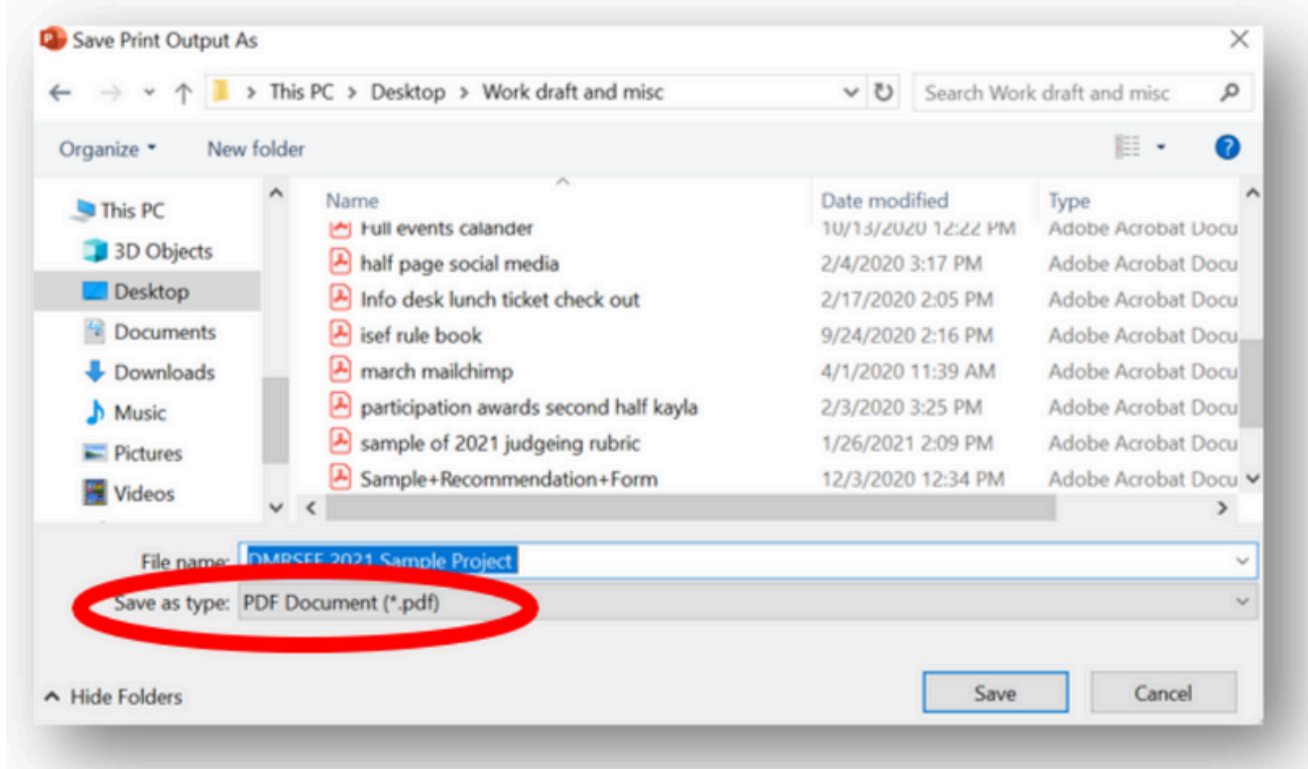 Save Print Output As
This PC > Desktop > Work draft and misc
Search Work draft and misc
Organize
New folder
Name
Date modified
Type
This PC
3D Objects
Desktop
Documents
Downloads
Music
Pictures
Videos
Full events calander 10/13/2020 12:22 PM Adobe Acrobat Docu
half page social media 2/4/2020 3:17 PM Adobe Acrobat Docu
Info desk lunch ticket check out 2/17/2020 2:05 PM Adobe Acrobat Docu
isef rule book 9/24/2020 2:16 PM Adobe Acrobat Docu
march mailchimp 4/1/2020 11:39 AM Adobe Acrobat Docu
participation awards second half kayla 2/3/2020 3:25 PM Adobe Acrobat Docu
sample of 2021 judgeing rubric 1/26/2021 2:09 PM Adobe Acrobat Docu
Sample+Recommendation+Form 12/3/2020 12:34 PM Adobe Acrobat Docu
File name: 2021 Sample Project
Save as type: PDF Document (*.pdf)
Hide Folders
Save
Cancel